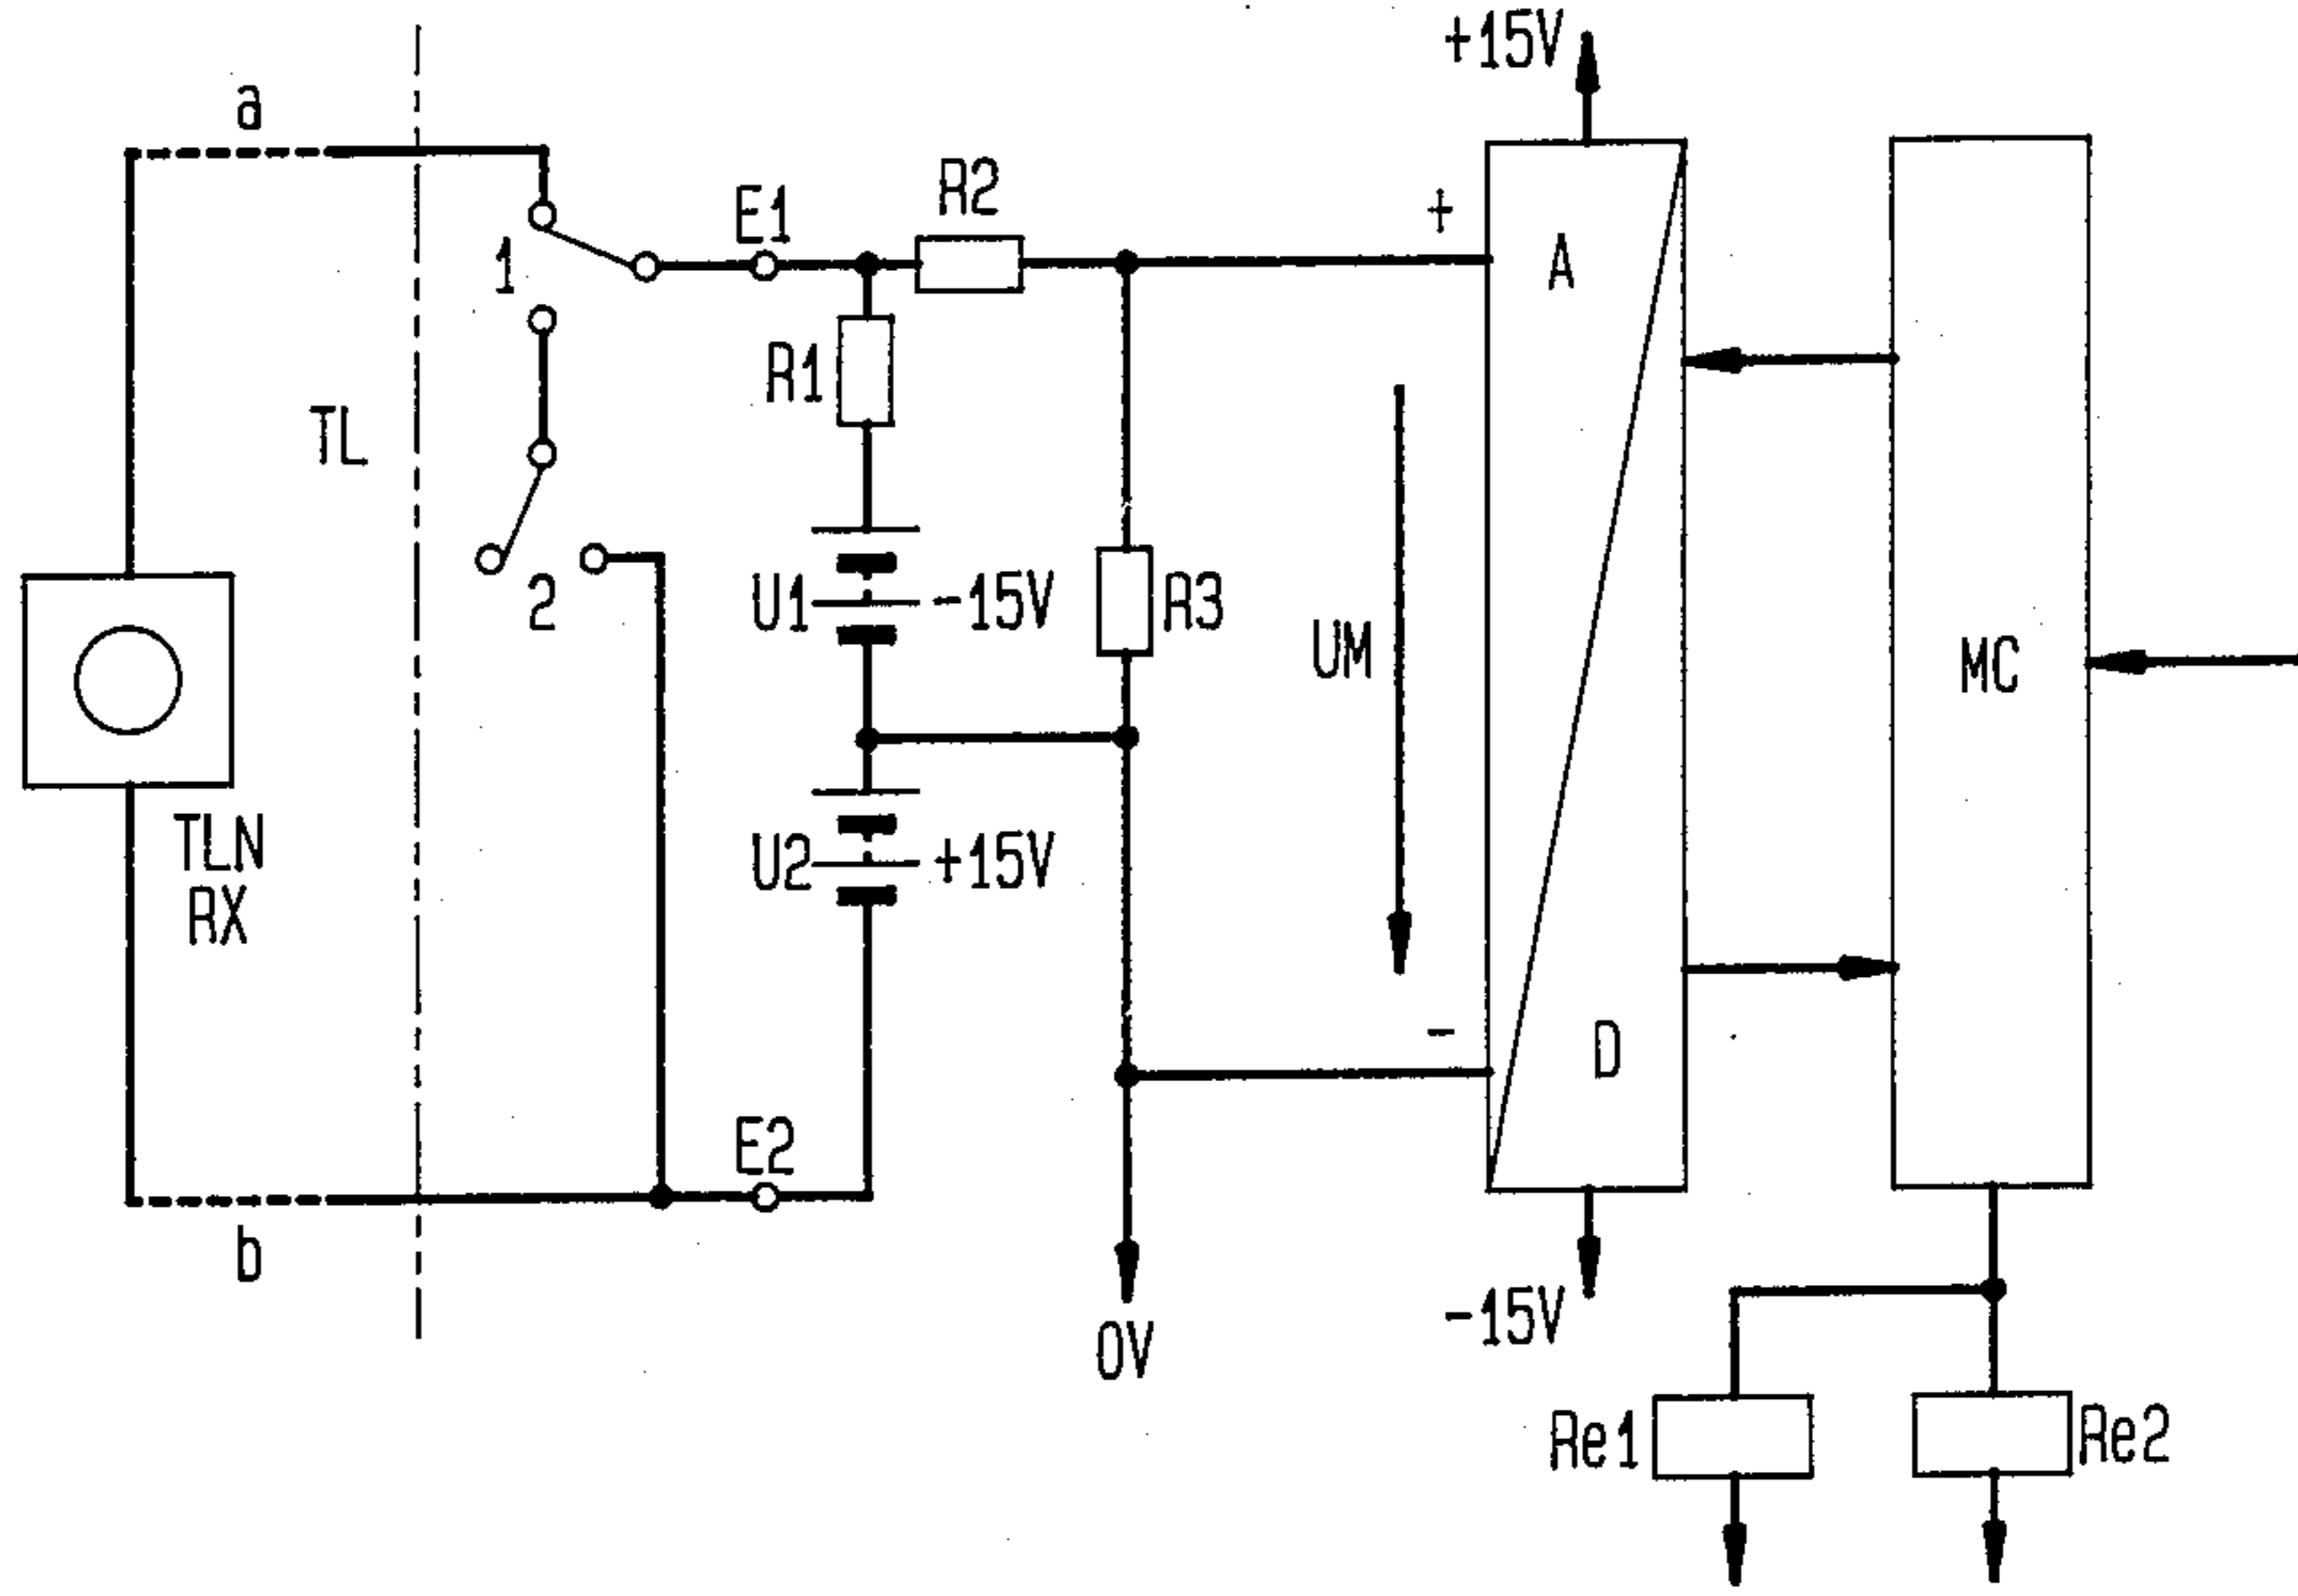 +15V
a
R2
E1
+
A
1
R1
TL
U1
-15V
R3
UM
MC
2
U2
+15V
TLN
RX
-
D
E2
b
-15V
0V
Re1
Re2